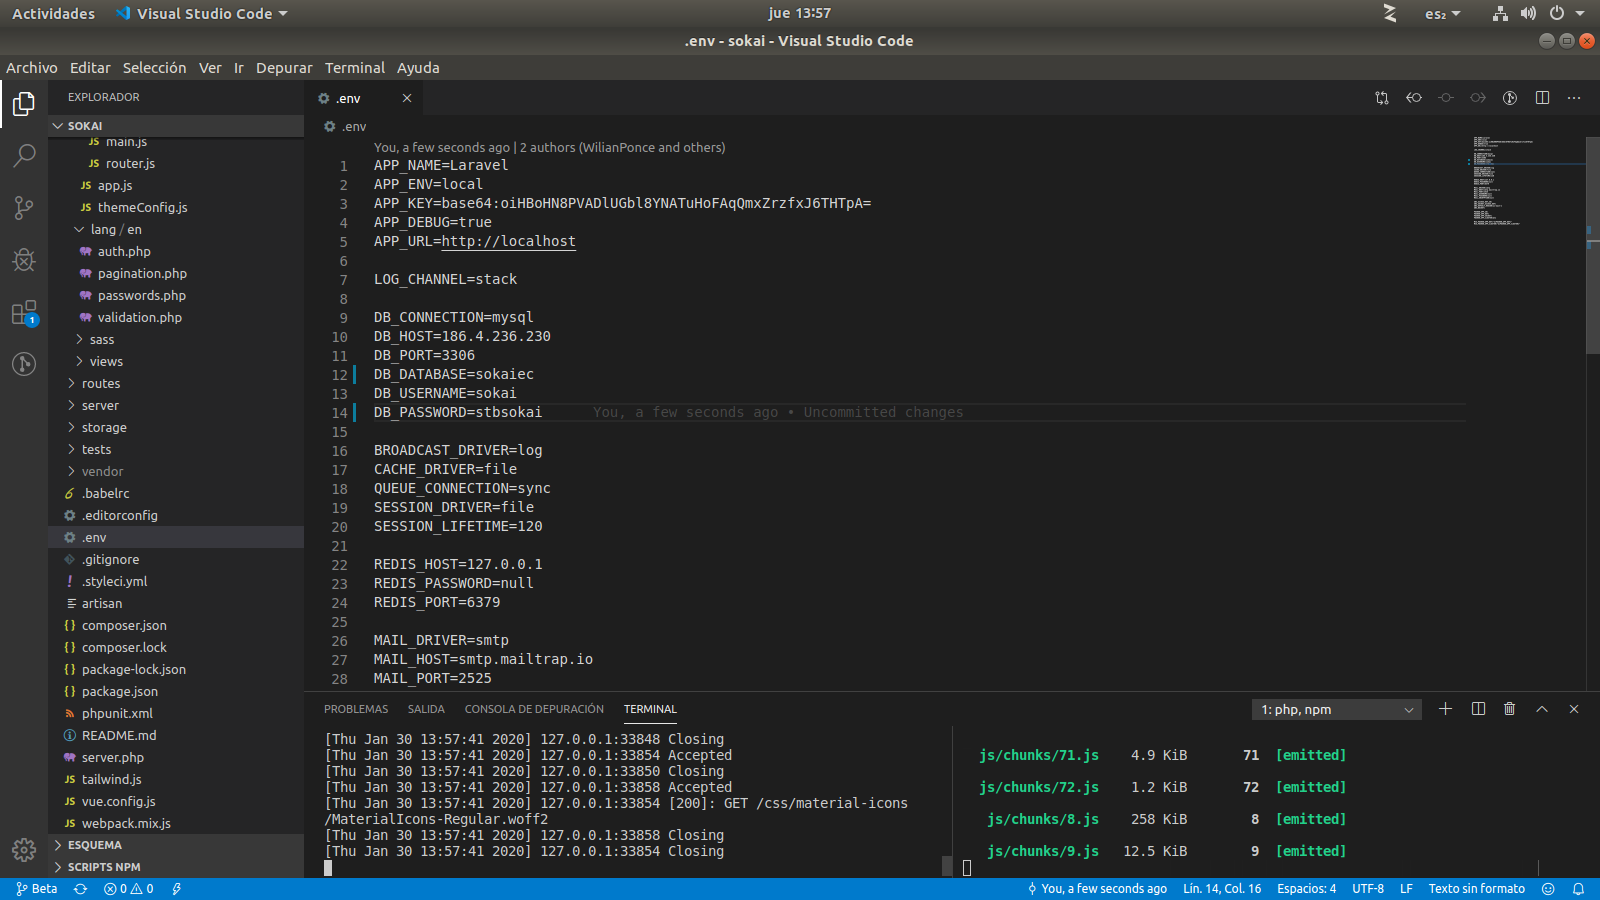 Actividades Visual Studio Code jue 13:57 es₂
.env - sokai - Visual Studio Code
Archivo Editar Selección Ver Ir Depurar Terminal Ayuda
EXPLORADOR
SOKAI
main.js
router.js
app.js
themeConfig.js
lang / en
auth.php
pagination.php
passwords.php
validation.php
sass
views
routes
server
storage
tests
vendor
.babelrc
.editorconfig
.env
.gitignore
.styleci.yml
artisan
composer.json
composer.lock
package-lock.json
package.json
phpunit.xml
README.md
server.php
tailwind.js
vue.config.js
webpack.mix.js
ESQUEMA
SCRIPTS NPM
.env
.env
You, a few seconds ago | 2 authors (WilianPonce and others)
1 APP_NAME=Laravel
2 APP_ENV=local
3 APP_KEY=base64:oiHBoHN8PVADlUGbl8YNATuHoFAqQmxZrzfxJ6THTpA=
4 APP_DEBUG=true
5 APP_URL=http://localhost
6
7 LOG_CHANNEL=stack
8
9 DB_CONNECTION=mysql
10 DB_HOST=186.4.236.230
11 DB_PORT=3306
12 DB_DATABASE=sokaiec
13 DB_USERNAME=sokai
14 DB_PASSWORD=stbsokai You, a few seconds ago • Uncommitted changes
15
16 BROADCAST_DRIVER=log
17 CACHE_DRIVER=file
18 QUEUE_CONNECTION=sync
19 SESSION_DRIVER=file
20 SESSION_LIFETIME=120
21
22 REDIS_HOST=127.0.0.1
23 REDIS_PASSWORD=null
24 REDIS_PORT=6379
25
26 MAIL_DRIVER=smtp
27 MAIL_HOST=smtp.mailtrap.io
28 MAIL_PORT=2525
PROBLEMAS SALIDA CONSOLA DE DEPURACIÓN TERMINAL 1: php, npm
[Thu Jan 30 13:57:41 2020] 127.0.0.1:33848 Closing
[Thu Jan 30 13:57:41 2020] 127.0.0.1:33854 Accepted
[Thu Jan 30 13:57:41 2020] 127.0.0.1:33850 Closing
[Thu Jan 30 13:57:41 2020] 127.0.0.1:33858 Accepted
[Thu Jan 30 13:57:41 2020] 127.0.0.1:33854 [200]: GET /css/material-icons
/MaterialIcons-Regular.woff2
[Thu Jan 30 13:57:41 2020] 127.0.0.1:33858 Closing
[Thu Jan 30 13:57:41 2020] 127.0.0.1:33854 Closing
js/chunks/71.js 4.9 KiB 71 [emitted]
js/chunks/72.js 1.2 KiB 72 [emitted]
js/chunks/8.js 258 KiB 8 [emitted]
js/chunks/9.js 12.5 KiB 9 [emitted]
Beta 0 0 You, a few seconds ago Lín. 14, Col. 16 Espacios: 4 UTF-8 LF Texto sin formato